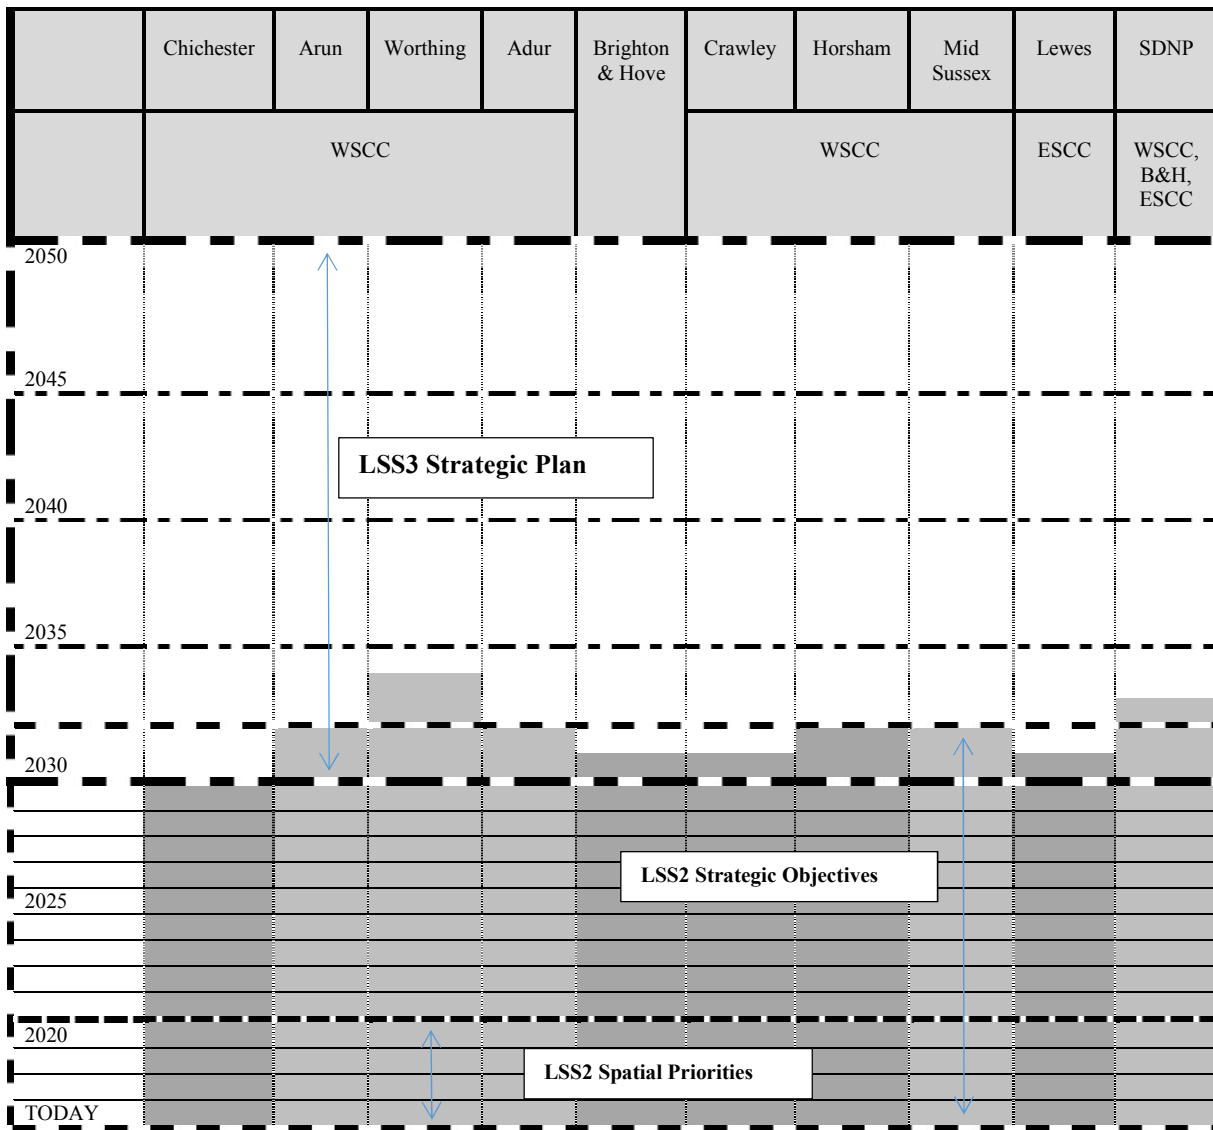 Chichester
Arun
Worthing
Adur
Brighton
& Hove
Crawley
Horsham
Mid
Sussex
Lewes
SDNP
WSCC
WSCC
ESCC
WSCC,
B&H,
ESCC
2050
2045
LSS3 Strategic Plan
2040
2035
2030
LSS2 Strategic Objectives
2025
2020
LSS2 Spatial Priorities
TODAY